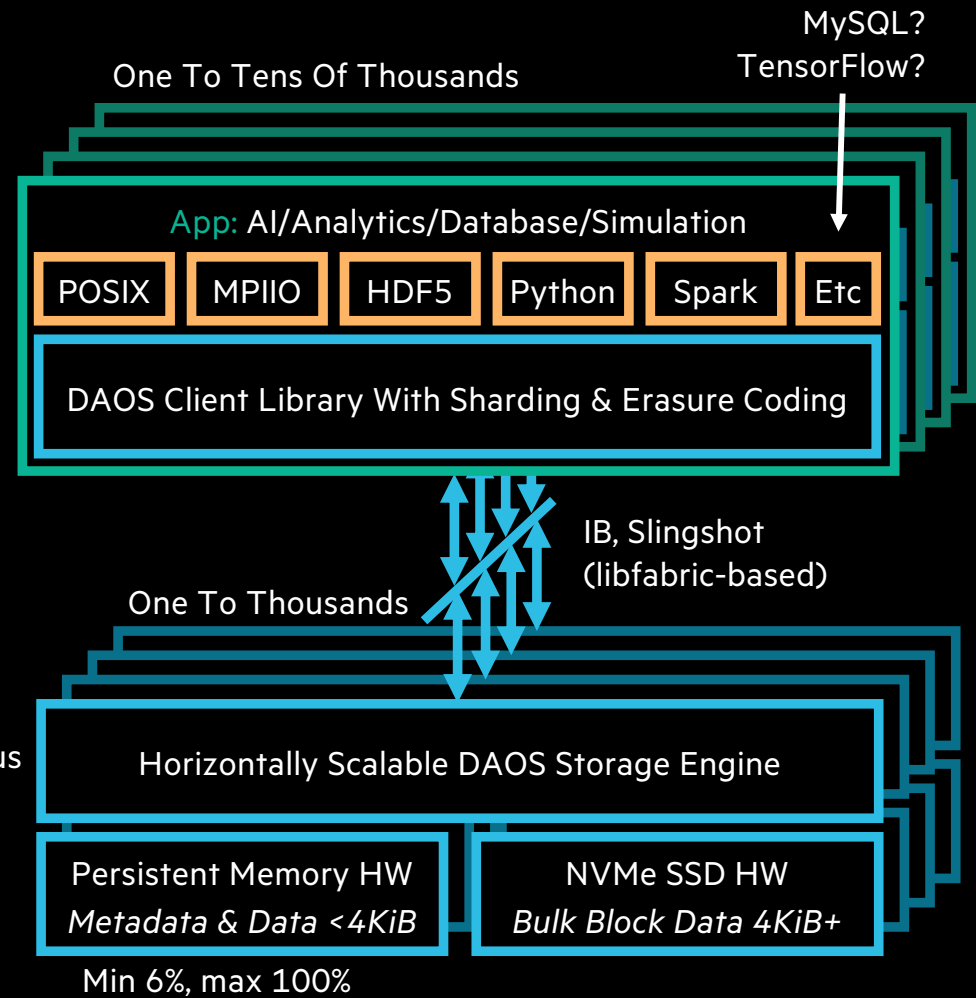 MySQL?
TensorFlow?
One To Tens Of Thousands
App: AI/Analytics/Database/Simulation
POSIX
MPIIO
HDF5
Python
Spark
Etc
DAOS Client Library With Sharding & Erasure Coding
IB, Slingshot
(libfabric-based)
One To Thousands
us
Horizontally Scalable DAOS Storage Engine
Persistent Memory HW
Metadata & Data <4KiB
NVMe SSD HW
Bulk Block Data 4KiB+
Min 6%, max 100%